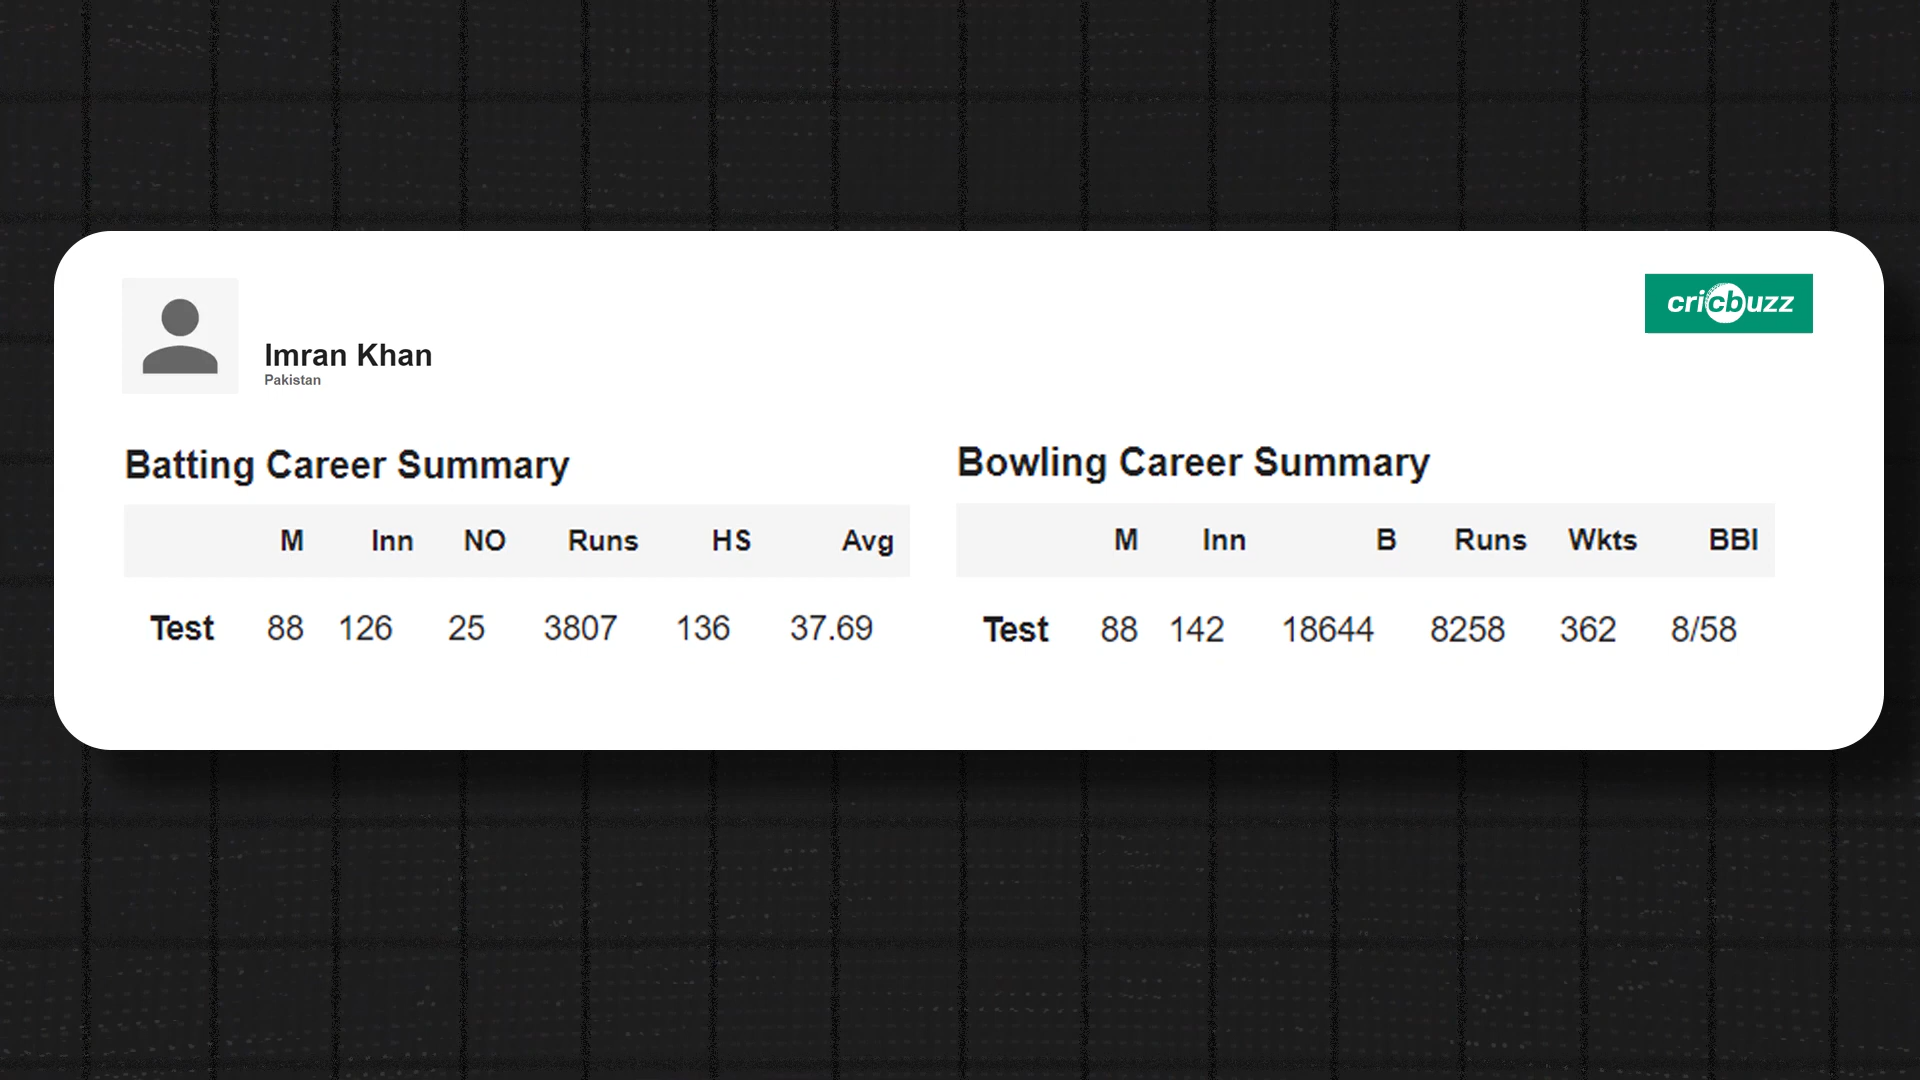 cricbuzz
Imran Khan
Pakistan
Batting Career Summary
M Inn NO Runs HS Avg
Test 88 126 25 3807 136 37.69
Bowling Career Summary
M Inn B Runs Wkts BBI
Test 88 142 18644 8258 362 8/58